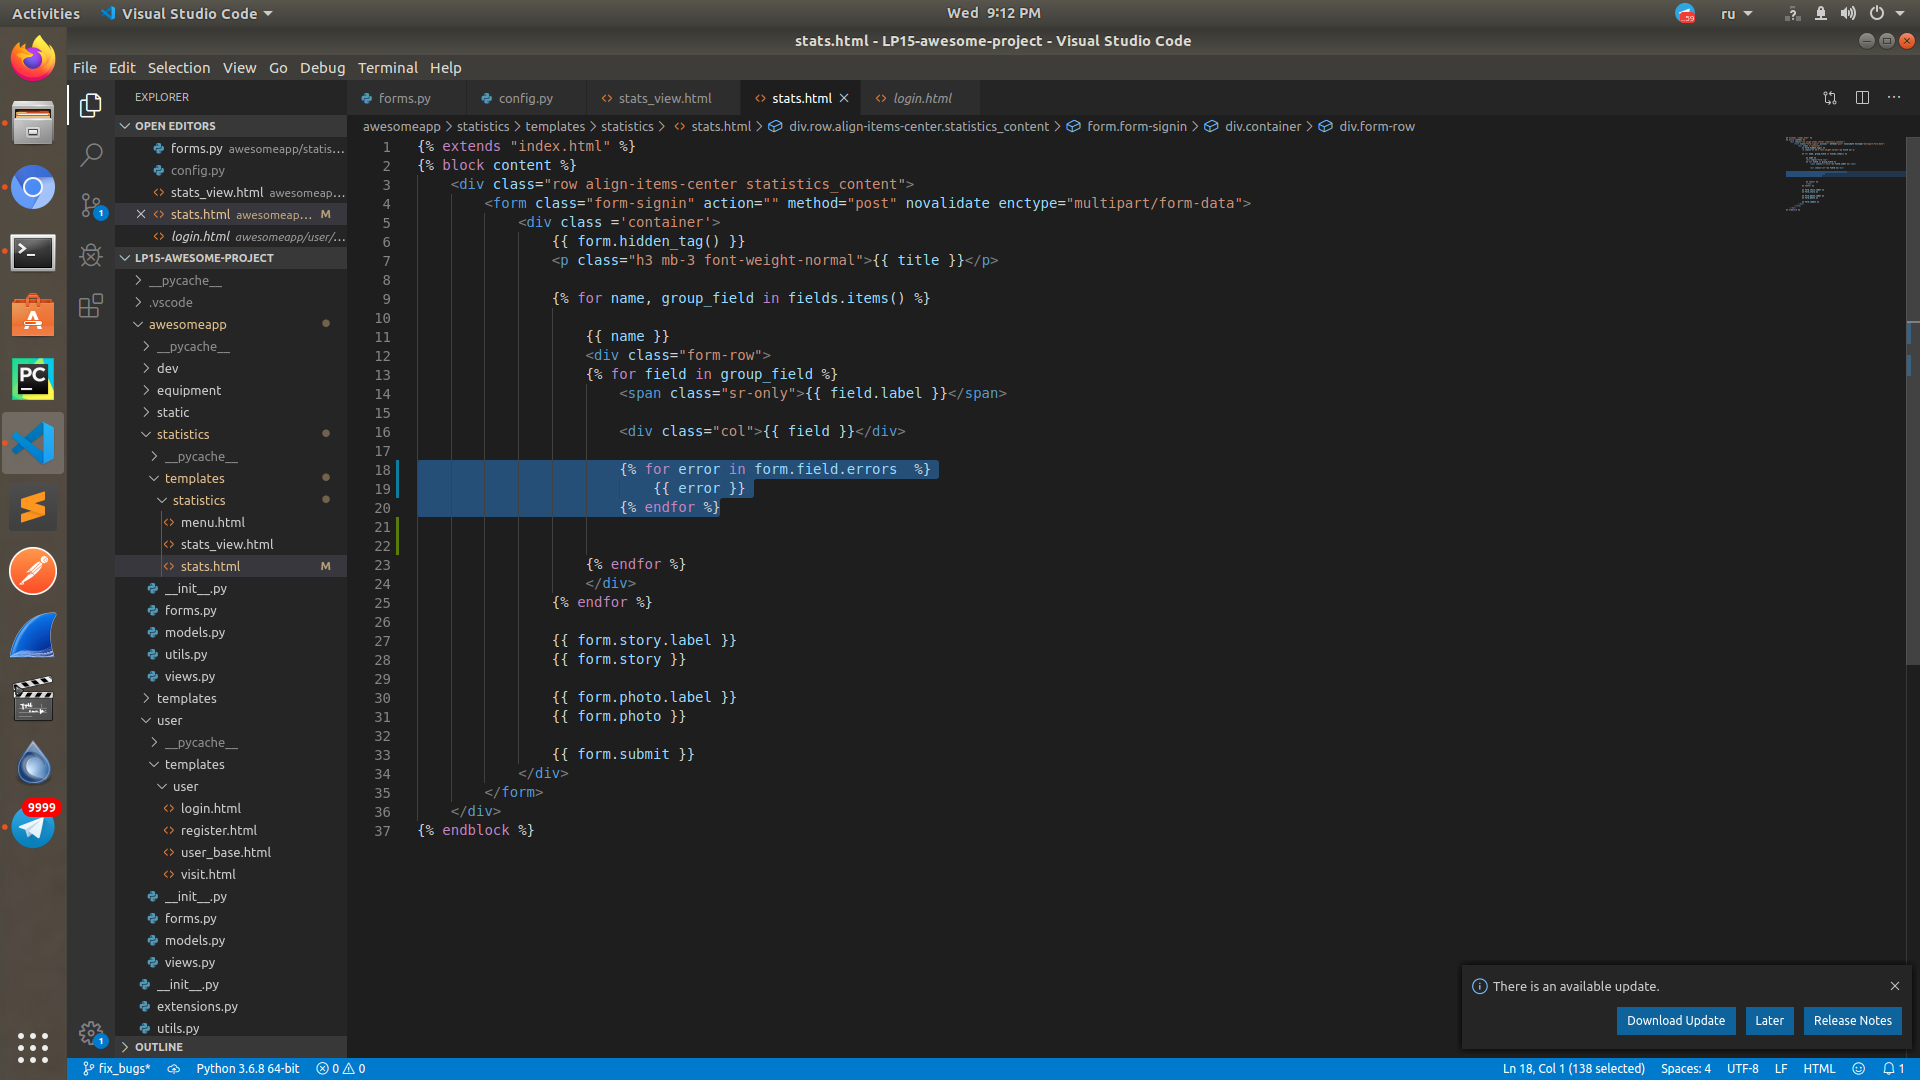 Activities
Visual Studio Code
Wed 9:12 PM
59
ru
stats.html - LP15-awesome-project - Visual Studio Code
File Edit Selection View Go Debug Terminal Help
EXPLORER
OPEN EDITORS
forms.py awesomeapp/statis...
config.py
stats_view.html awesomeap...
stats.html awesomeap... M
login.html awesomeapp/user/...
LP15-AWESOME-PROJECT
__pycache__
.vscode
awesomeapp
__pycache__
dev
equipment
static
statistics
__pycache__
templates
statistics
menu.html
stats_view.html
stats.html M
__init__.py
forms.py
models.py
utils.py
views.py
templates
user
__pycache__
templates
user
login.html
register.html
user_base.html
visit.html
__init__.py
forms.py
models.py
views.py
__init__.py
extensions.py
utils.py
OUTLINE
1
1
PC
9999
forms.py
config.py
stats_view.html
stats.html
login.html
awesomeapp > statistics > templates > statistics > stats.html > div.row.align-items-center.statistics_content > form.form-signin > div.container > div.form-row
1 {% extends "index.html" %}
2 {% block content %}
3 <div class="row align-items-center statistics_content">
4 <form class="form-signin" action="" method="post" novalidate enctype="multipart/form-data">
5 <div class ='container'>
6 {{ form.hidden_tag() }}
7 <p class="h3 mb-3 font-weight-normal">{{ title }}</p>
8
9 {% for name, group_field in fields.items() %}
10
11 {{ name }}
12 <div class="form-row">
13 {% for field in group_field %}
14 <span class="sr-only">{{ field.label }}</span>
15
16 <div class="col">{{ field }}</div>
17
18 {% for error in form.field.errors  %}
19 {{ error }}
20 {% endfor %}
21
22
23 {% endfor %}
24 </div>
25 {% endfor %}
26
27 {{ form.story.label }}
28 {{ form.story }}
29
30 {{ form.photo.label }}
31 {{ form.photo }}
32
33 {{ form.submit }}
34 </div>
35 </form>
36 </div>
37 {% endblock %}
There is an available update.
Download Update
Later
Release Notes
fix_bugs*
Python 3.6.8 64-bit
0 0
Ln 18, Col 1 (138 selected)
Spaces: 4
UTF-8
LF
HTML
1